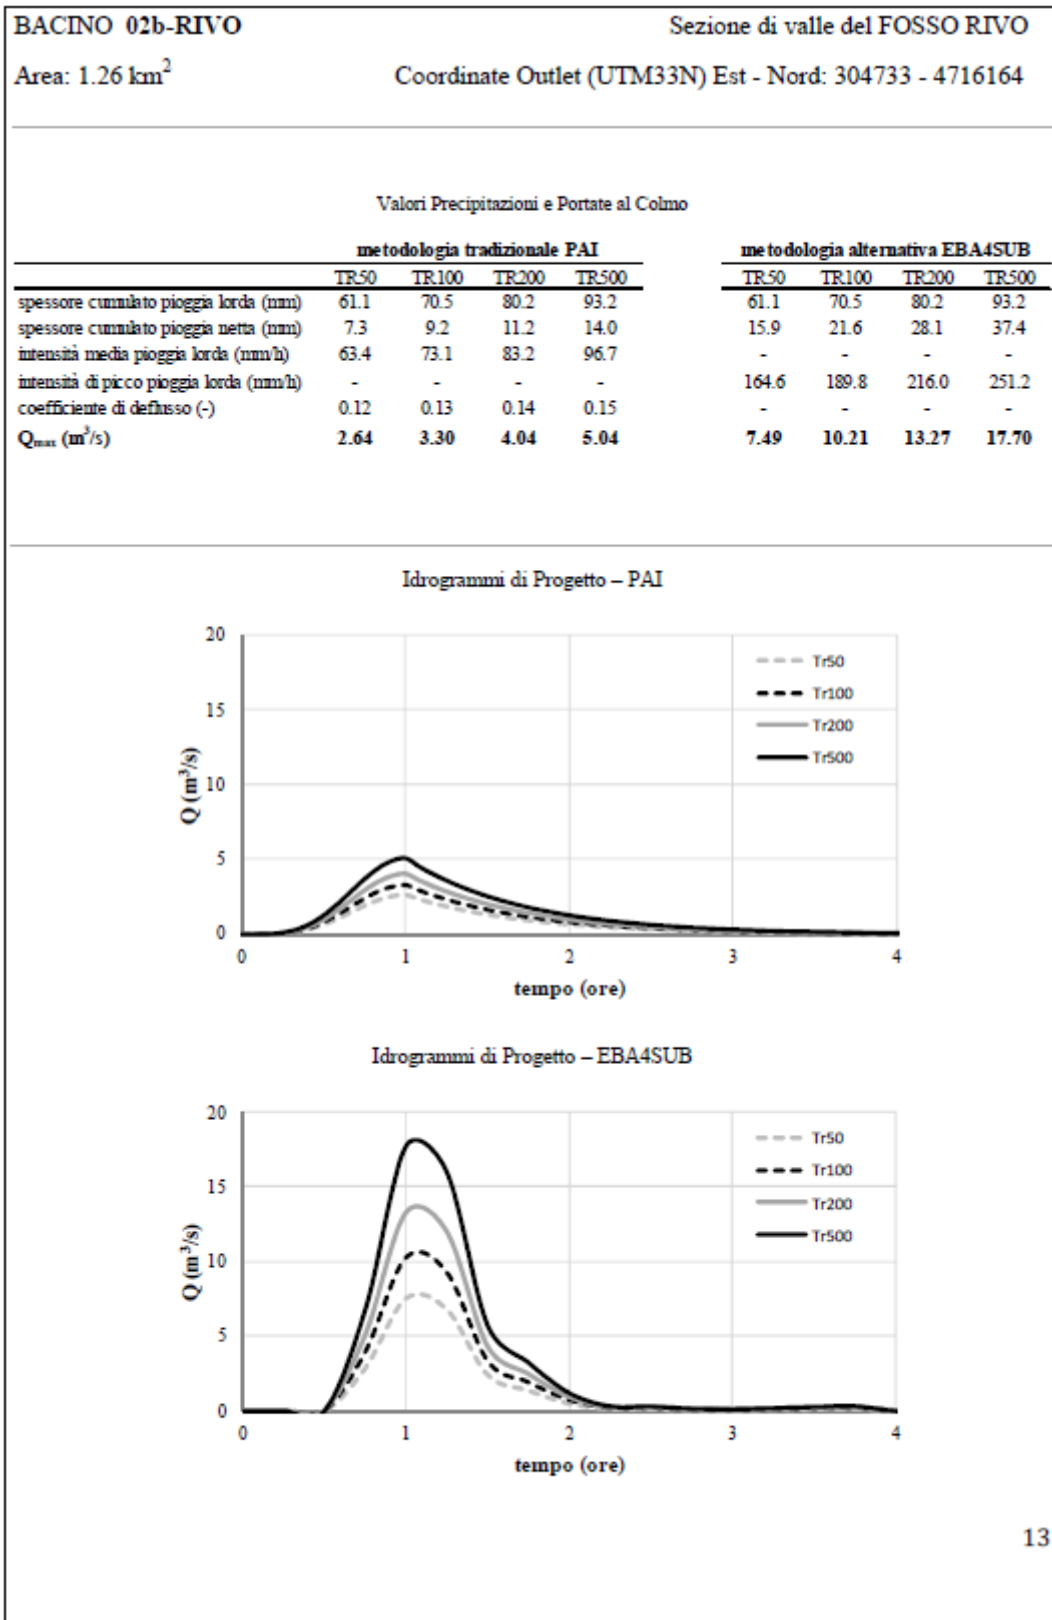 BACINO 02b-RIVO Sezione di valle del FOSSO RIVO
Area: 1.26 km² Coordinate Outlet (UTM33N) Est - Nord: 304733 - 4716164
Valori Precipitazioni e Portate al Colmo
metodologia tradizionale PAI metodologia alternativa EBA4SUB
TR50 TR100 TR200 TR500 TR50 TR100 TR200 TR500
spessore cumulato pioggia lorda (mm) 61.1 70.5 80.2 93.2 61.1 70.5 80.2 93.2
spessore cumulato pioggia netta (mm) 7.3 9.2 11.2 14.0 15.9 21.6 28.1 37.4
intensità media pioggia lorda (mm/h) 63.4 73.1 83.2 96.7 - - - -
intensità di picco pioggia lorda (mm/h) - - - - 164.6 189.8 216.0 251.2
coefficiente di deflusso (-) 0.12 0.13 0.14 0.15 - - - -
Qmax (m³/s) 2.64 3.30 4.04 5.04 7.49 10.21 13.27 17.70
Idrogrammi di Progetto – PAI
20
15
10
5
0
Q (m³/s)
Tr50
Tr100
Tr200
Tr500
0 1 2 3 4
tempo (ore)
Idrogrammi di Progetto – EBA4SUB
20
15
10
5
0
Q (m³/s)
Tr50
Tr100
Tr200
Tr500
0 1 2 3 4
tempo (ore)
13